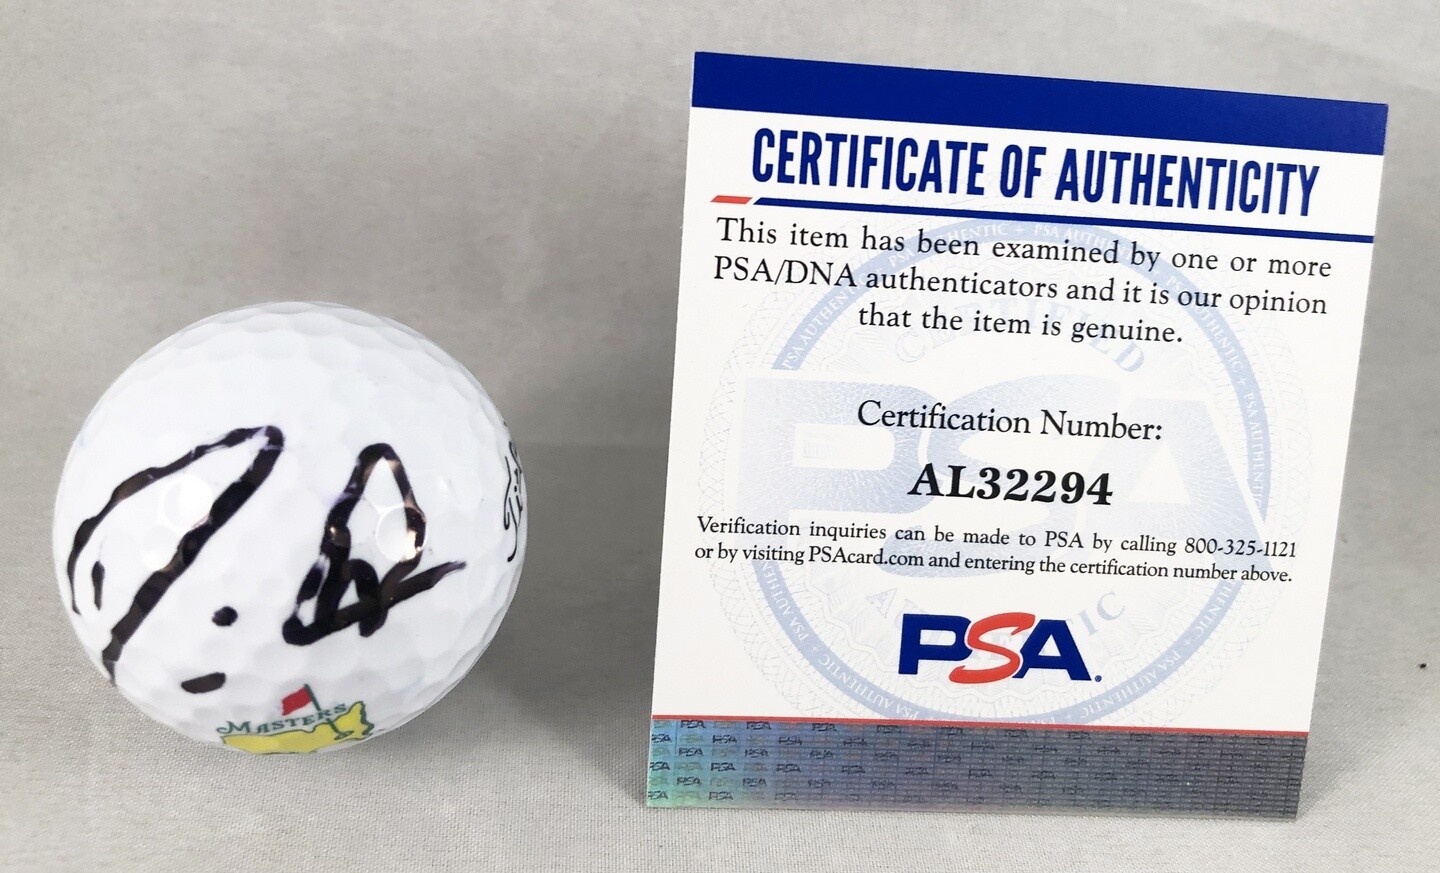 MASTERS
CERTIFICATE OF AUTHENTICITY
This item has been examined by one or more
PSA/DNA authenticators and it is our opinion
that the item is genuine.
Certification Number:
AL32294
Verification inquiries can be made to PSA by calling 800-325-1121
or by visiting PSAcard.com and entering the certification number above.
PSA.